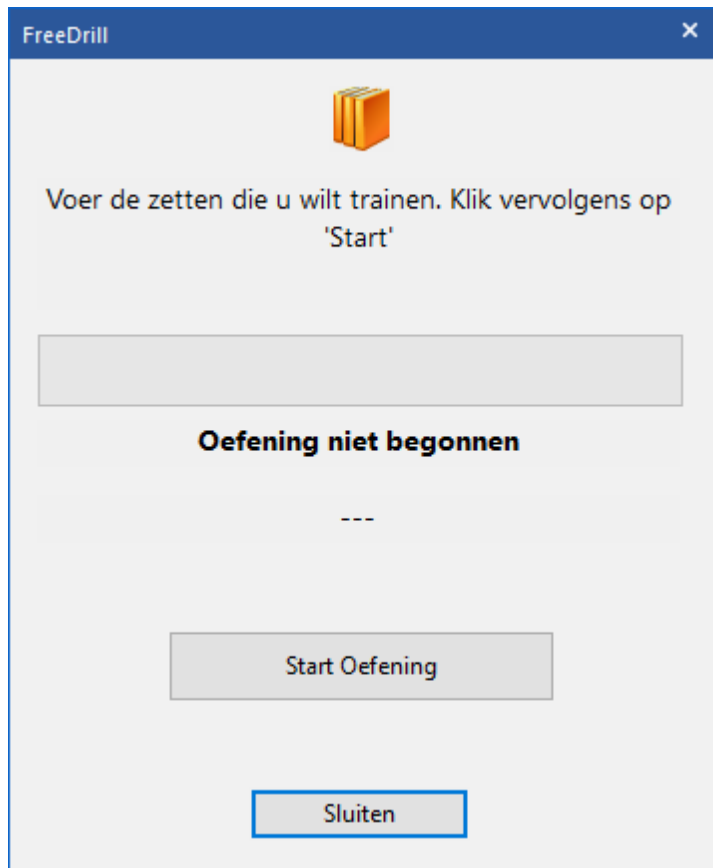 FreeDrill
Voer de zetten die u wilt trainen. Klik vervolgens op
'Start'
Oefening niet begonnen
---
Start Oefening
Sluiten